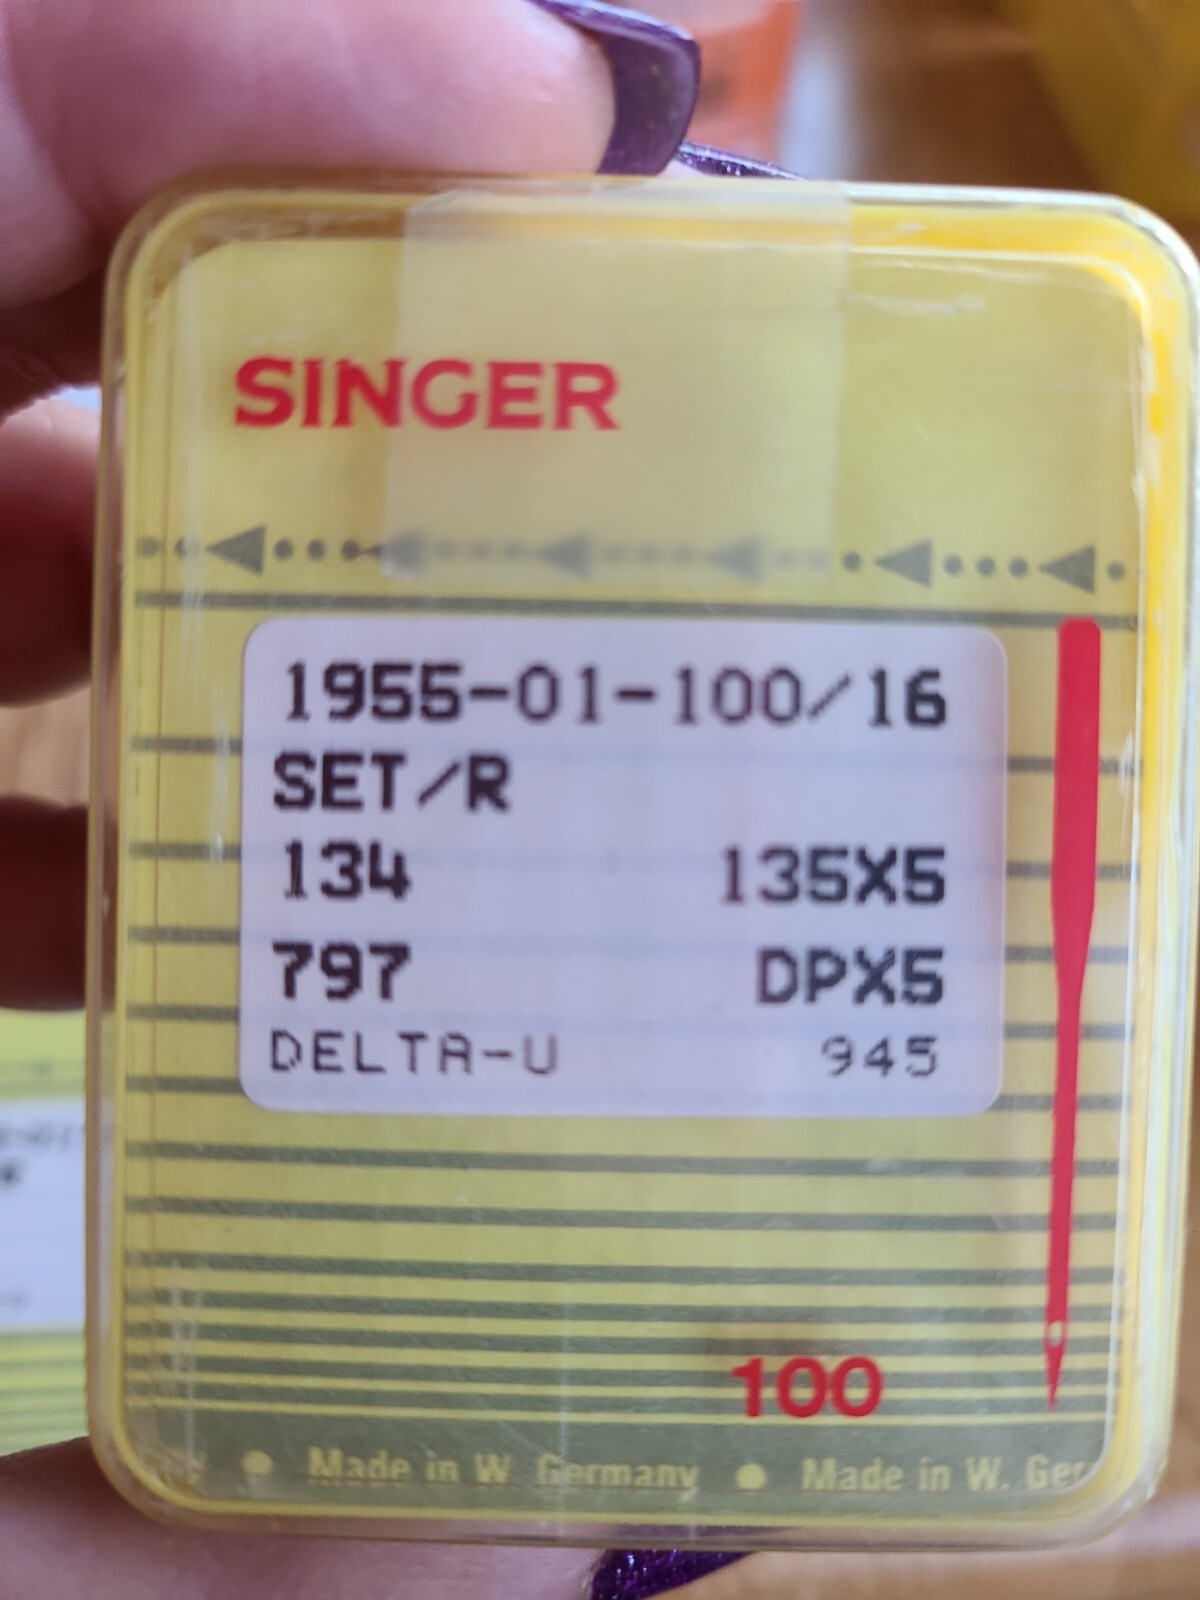 SINGER
1955-01-100/16
SET/R
134 135X5
797 DPX5
DELTA-U 945
100
Made in W. Germany • Made in W. Ger